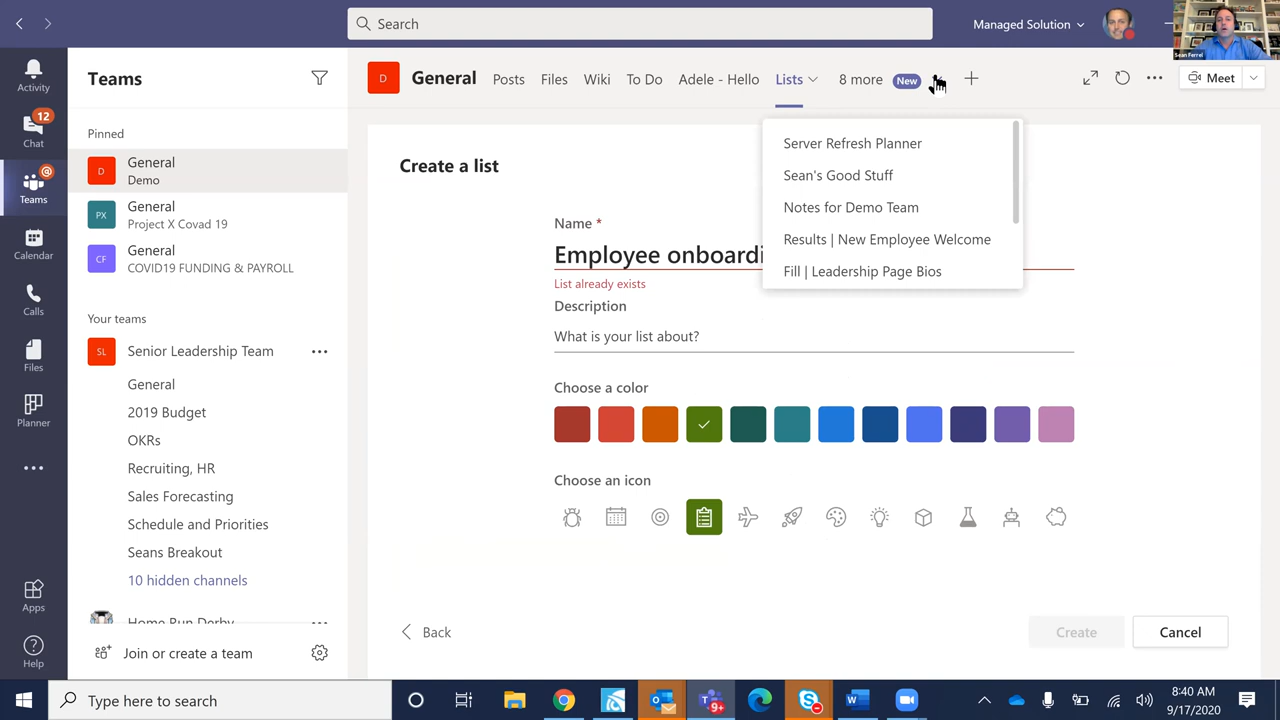 Search
Managed Solution
Sean Ferrel
Activity
Chat
12
Teams
@
Calendar
Calls
Files
Planner
Apps
Help
Teams
Pinned
D
General
Demo
PX
General
Project X Covad 19
CF
General
COVID19 FUNDING & PAYROLL
Your teams
SL
Senior Leadership Team
General
2019 Budget
OKRs
Recruiting, HR
Sales Forecasting
Schedule and Priorities
Seans Breakout
10 hidden channels
Home Run Derby
Join or create a team
D
General
Posts
Files
Wiki
To Do
Adele - Hello
Lists
8 more
New
Meet
Server Refresh Planner
Sean's Good Stuff
Notes for Demo Team
Results | New Employee Welcome
Fill | Leadership Page Bios
Create a list
Name *
Employee onboardi
List already exists
Description
What is your list about?
Choose a color
Choose an icon
Back
Create
Cancel
Type here to search
9+
8:40 AM
9/17/2020